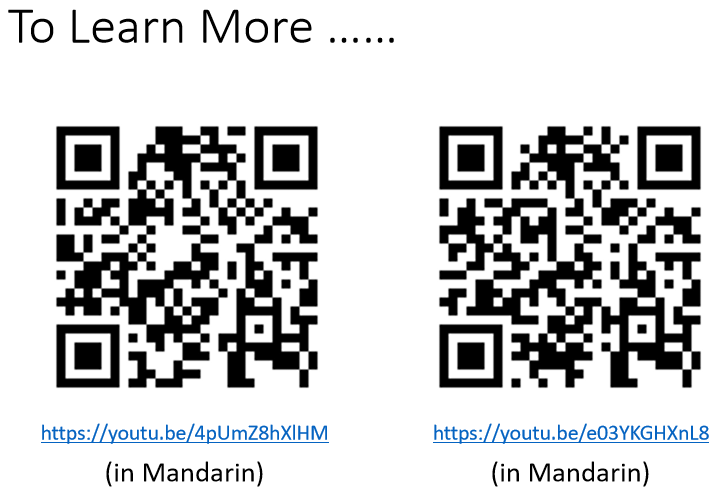 To Learn More ……
https://youtu.be/4pUmZ8hXlHM
(in Mandarin)
https://youtu.be/e03YKGHXnL8
(in Mandarin)